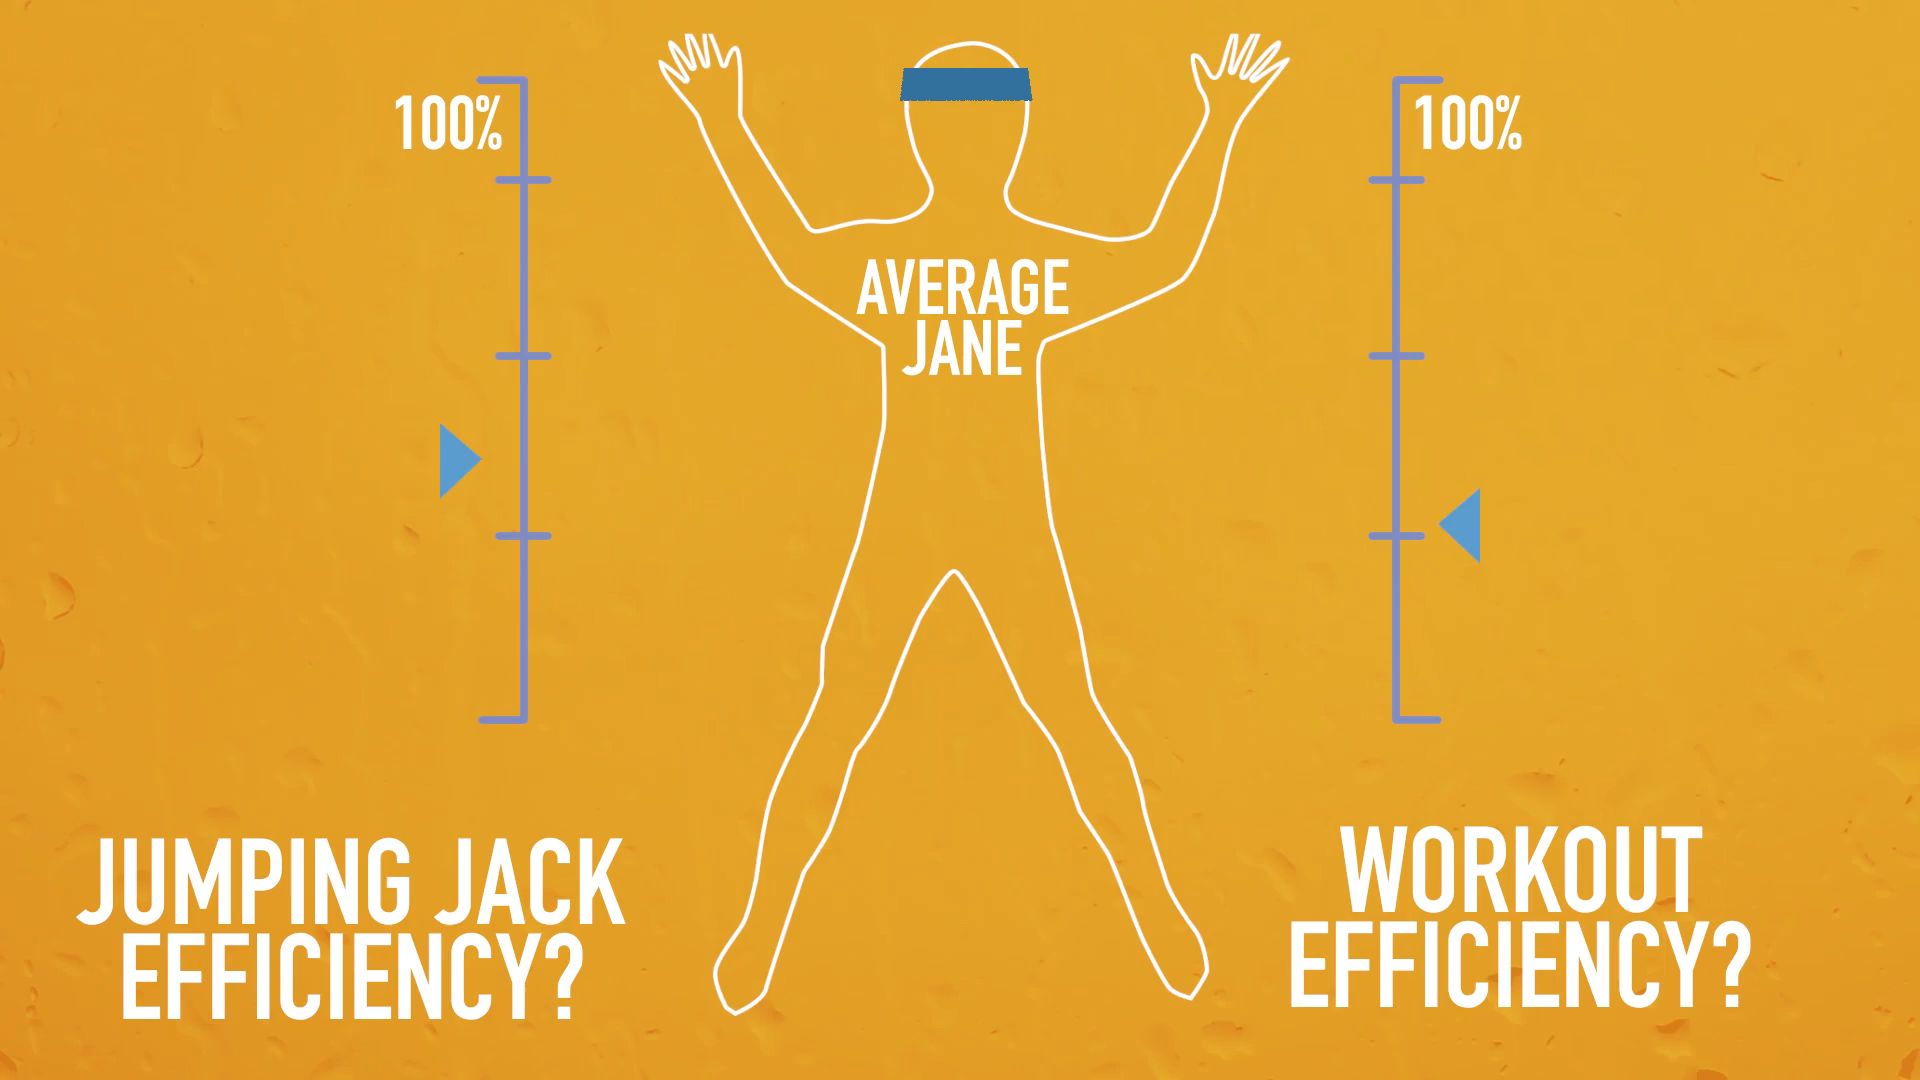 100%
100%
AVERAGE
JANE
JUMPING JACK
EFFICIENCY?
WORKOUT
EFFICIENCY?